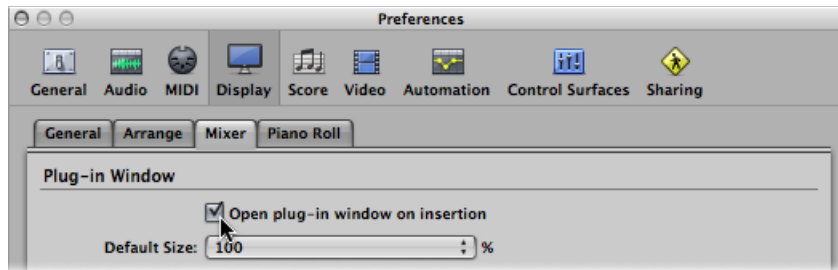 Preferences
General Audio MIDI Display Score Video Automation Control Surfaces Sharing
General Arrange Mixer Piano Roll
Plug-in Window
Open plug-in window on insertion
Default Size: 100 %